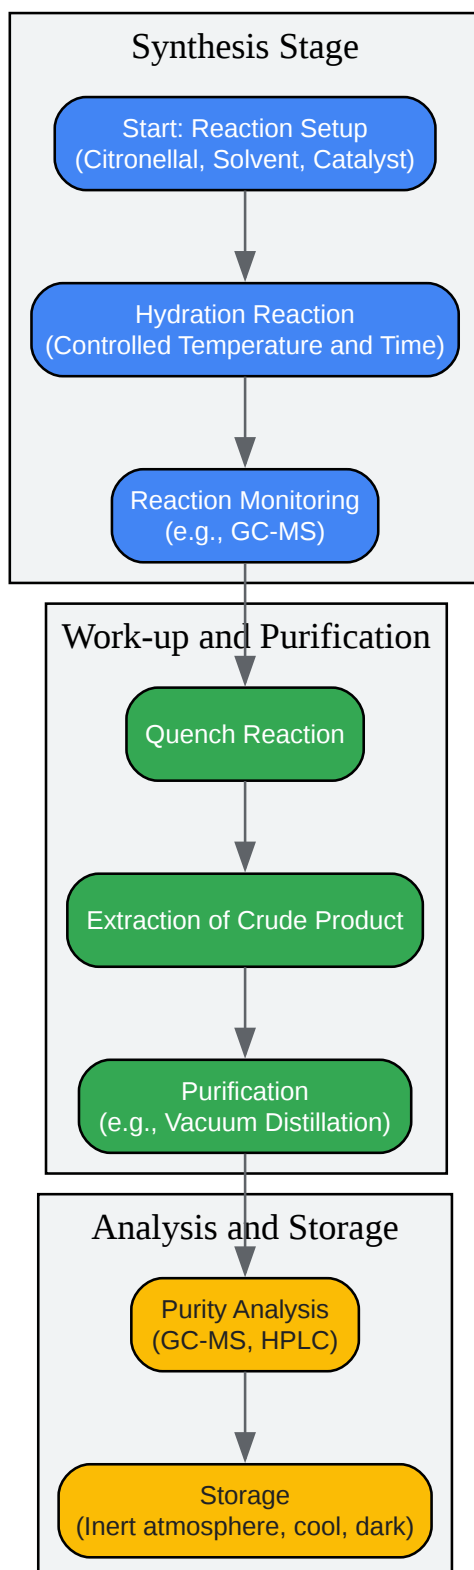 Synthesis Stage
Start: Reaction Setup
(Citronellal, Solvent, Catalyst)
Hydration Reaction
(Controlled Temperature and Time)
Reaction Monitoring
(e.g., GC-MS)
Work-up and Purification
Quench Reaction
Extraction of Crude Product
Purification
(e.g., Vacuum Distillation)
Analysis and Storage
Purity Analysis
(GC-MS, HPLC)
Storage
(Inert atmosphere, cool, dark)